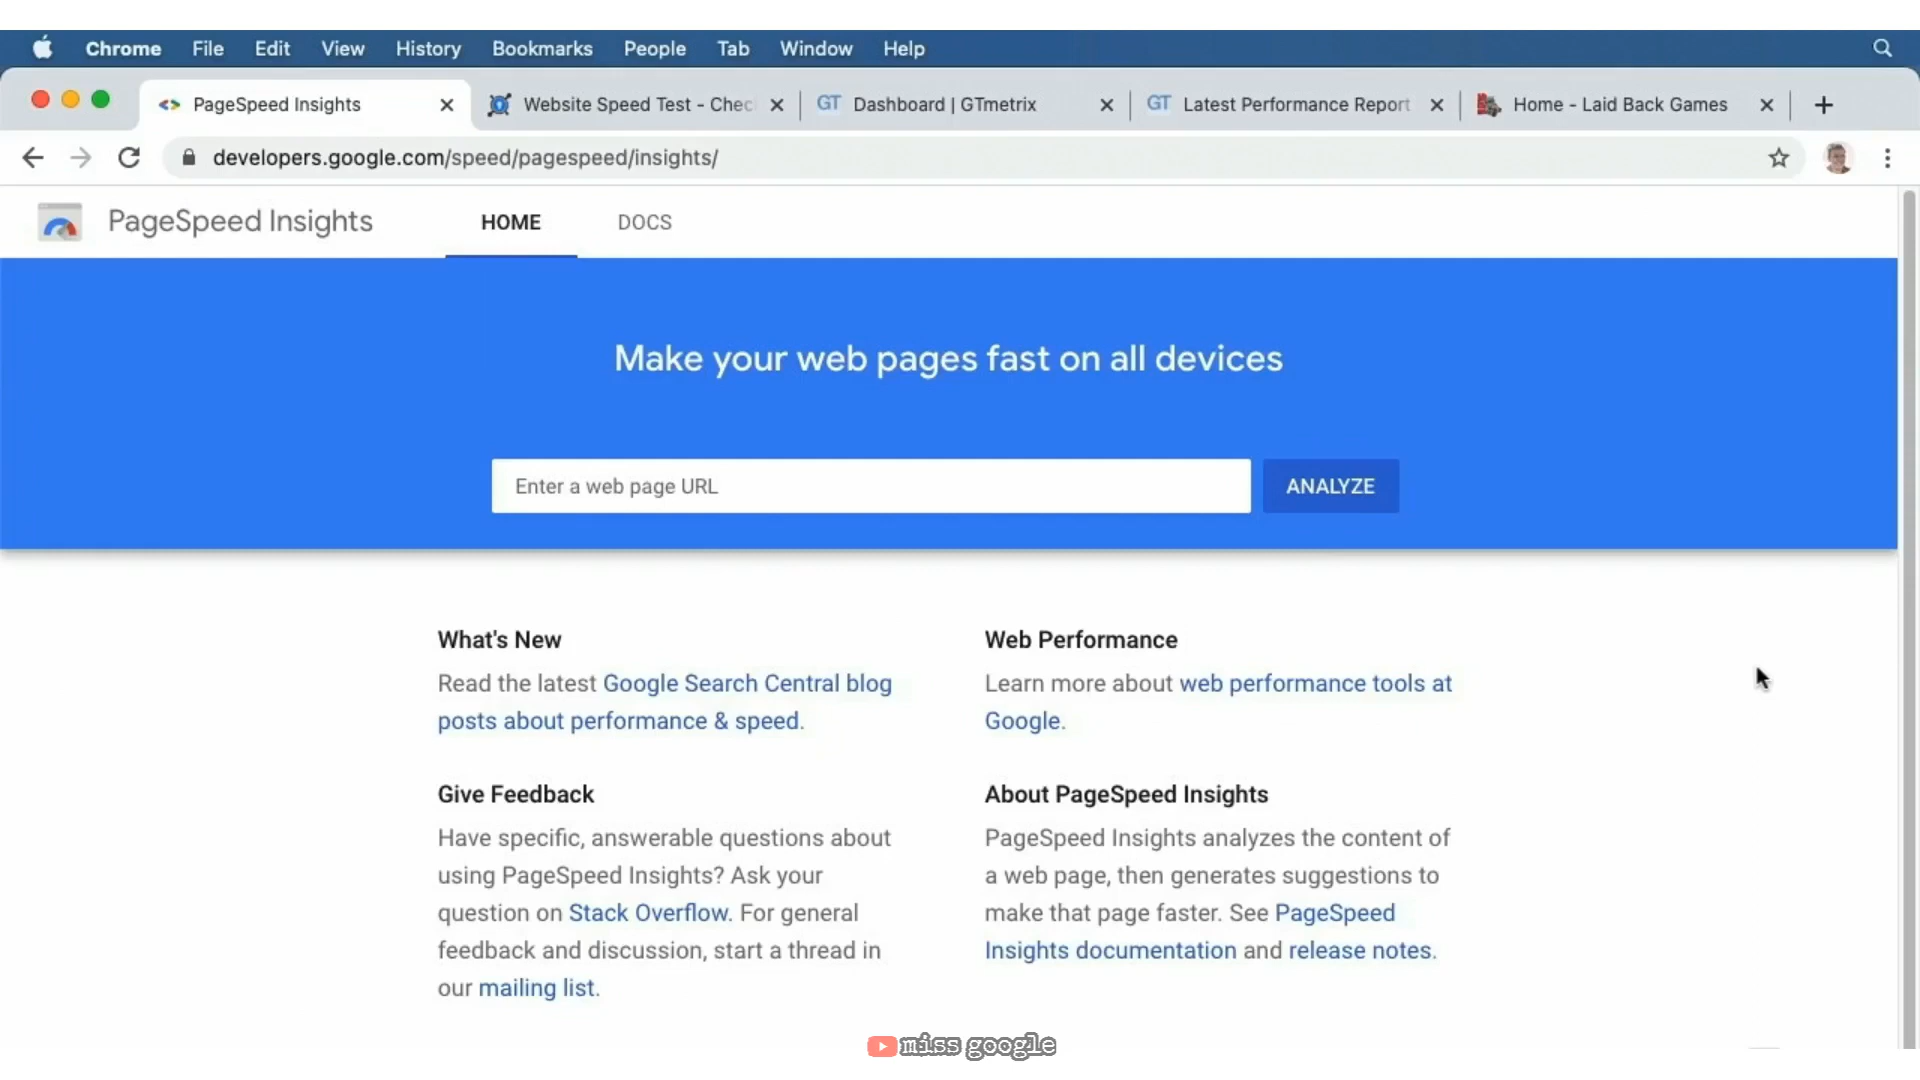 Chrome File Edit View History Bookmarks People Tab Window Help
PageSpeed Insights Website Speed Test - Chec GT Dashboard | GTmetrix GT Latest Performance Report Home - Laid Back Games
developers.google.com/speed/pagespeed/insights/
PageSpeed Insights HOME DOCS
Make your web pages fast on all devices
Enter a web page URL ANALYZE
What's New
Read the latest Google Search Central blog
posts about performance & speed.
Web Performance
Learn more about web performance tools at
Google.
Give Feedback
Have specific, answerable questions about
using PageSpeed Insights? Ask your
question on Stack Overflow. For general
feedback and discussion, start a thread in
our mailing list.
About PageSpeed Insights
PageSpeed Insights analyzes the content of
a web page, then generates suggestions to
make that page faster. See PageSpeed
Insights documentation and release notes.
miss google